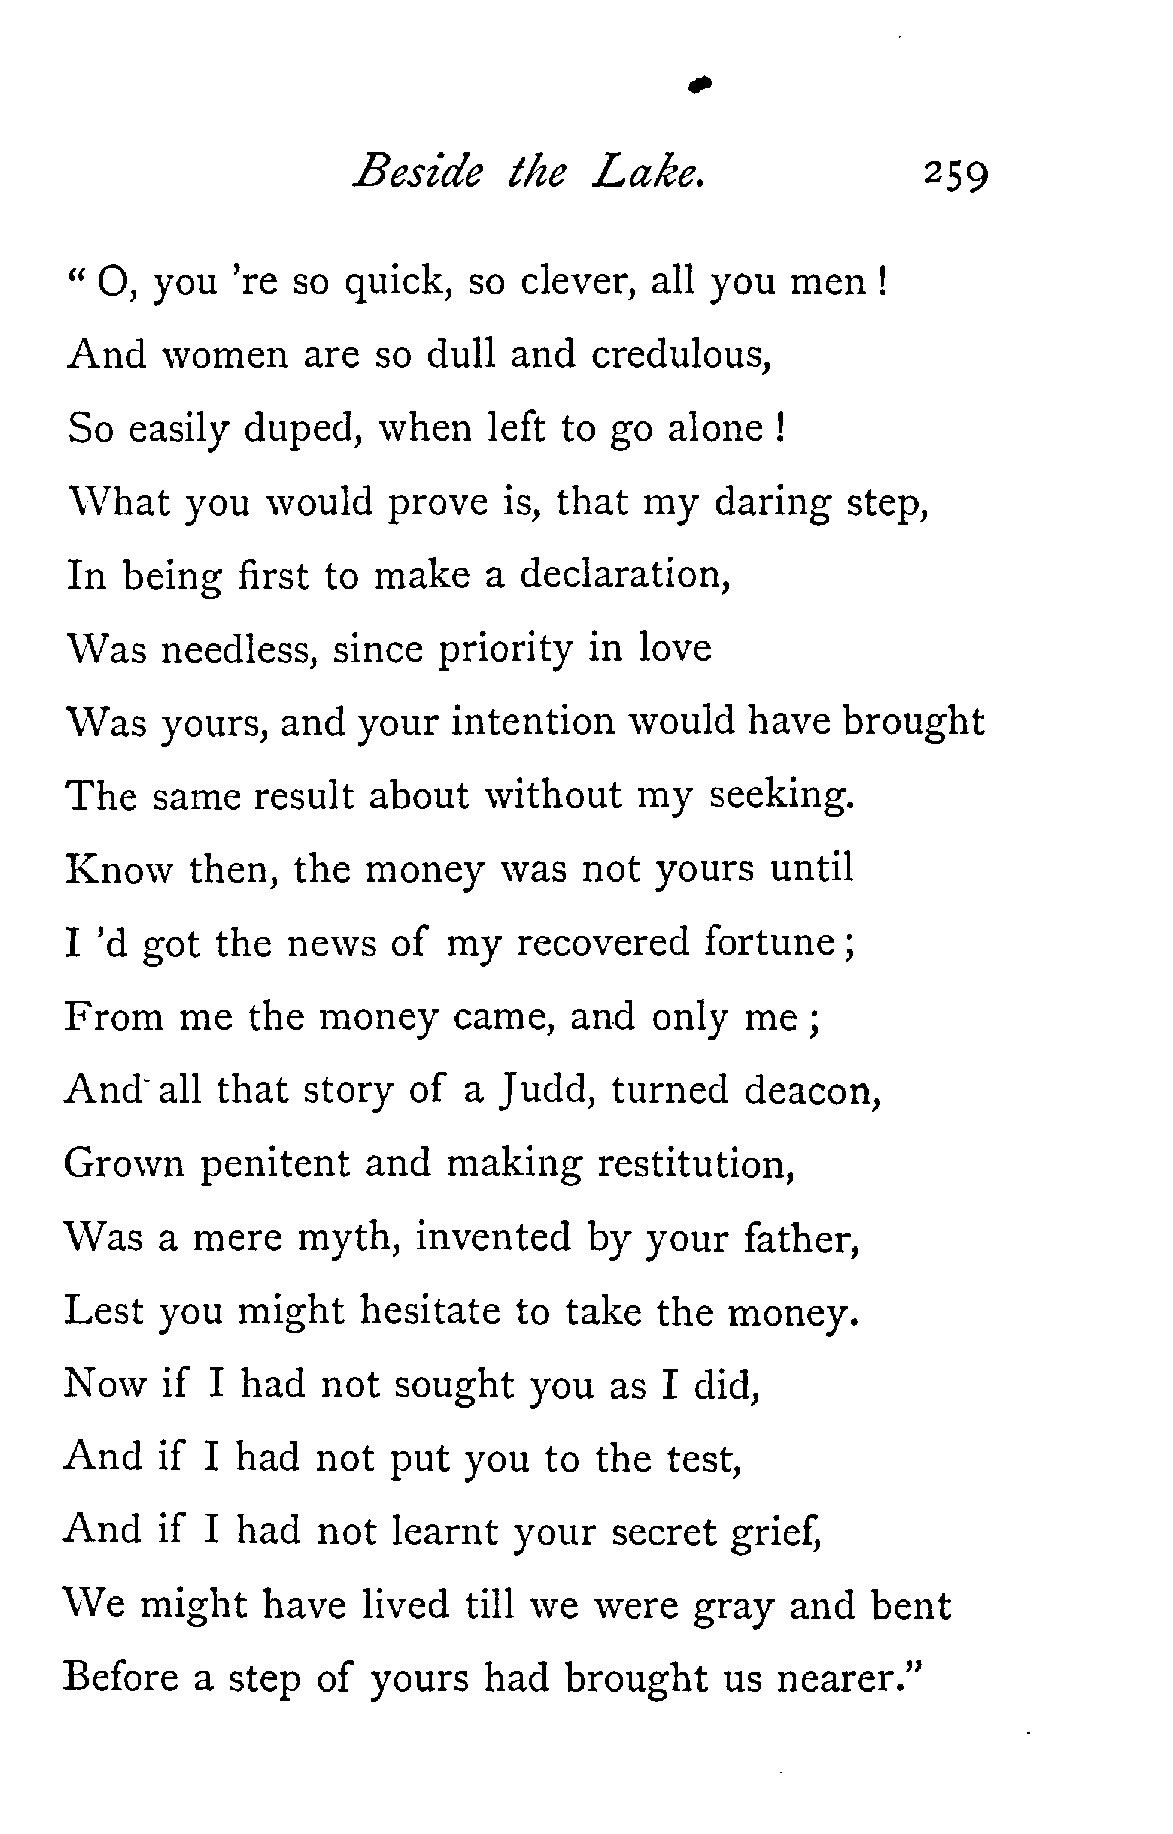 Beside the Lake. 259
" O, you 're so quick, so clever, all you men !
And women are so dull and credulous,
So easily duped, when left to go alone !
What you would prove is, that my daring step,
In being first to make a declaration,
Was needless, since priority in love
Was yours, and your intention would have brought
The same result about without my seeking.
Know then, the money was not yours until
I 'd got the news of my recovered fortune ;
From me the money came, and only me ;
And all that story of a Judd, turned deacon,
Grown penitent and making restitution,
Was a mere myth, invented by your father,
Lest you might hesitate to take the money.
Now if I had not sought you as I did,
And if I had not put you to the test,
And if I had not learnt your secret grief,
We might have lived till we were gray and bent
Before a step of yours had brought us nearer."